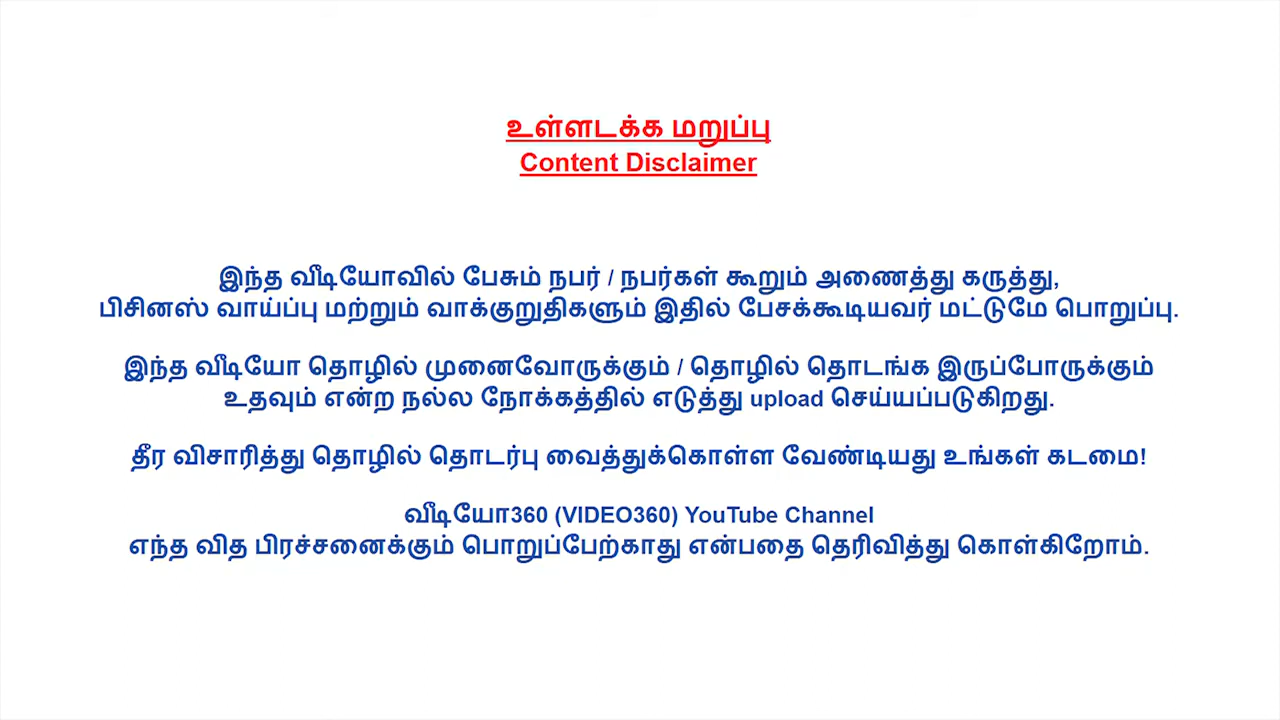 உள்ளடக்க மறுப்பு
Content Disclaimer
இந்த வீடியோவில் பேசும் நபர் / நபர்கள் கூறும் அணைத்து கருத்து,
பிசினஸ் வாய்ப்பு மற்றும் வாக்குறுதிகளும் இதில் பேசக்கூடியவர் மட்டுமே பொறுப்பு.
இந்த வீடியோ தொழில் முனைவோருக்கும் / தொழில் தொடங்க இருப்போருக்கும்
உதவும் என்ற நல்ல நோக்கத்தில் எடுத்து upload செய்யப்படுகிறது.
தீர விசாரித்து தொழில் தொடர்பு வைத்துக்கொள்ள வேண்டியது உங்கள் கடமை!
வீடியோ360 (VIDEO360) YouTube Channel
எந்த வித பிரச்சனைக்கும் பொறுப்பேற்காது என்பதை தெரிவித்து கொள்கிறோம்.